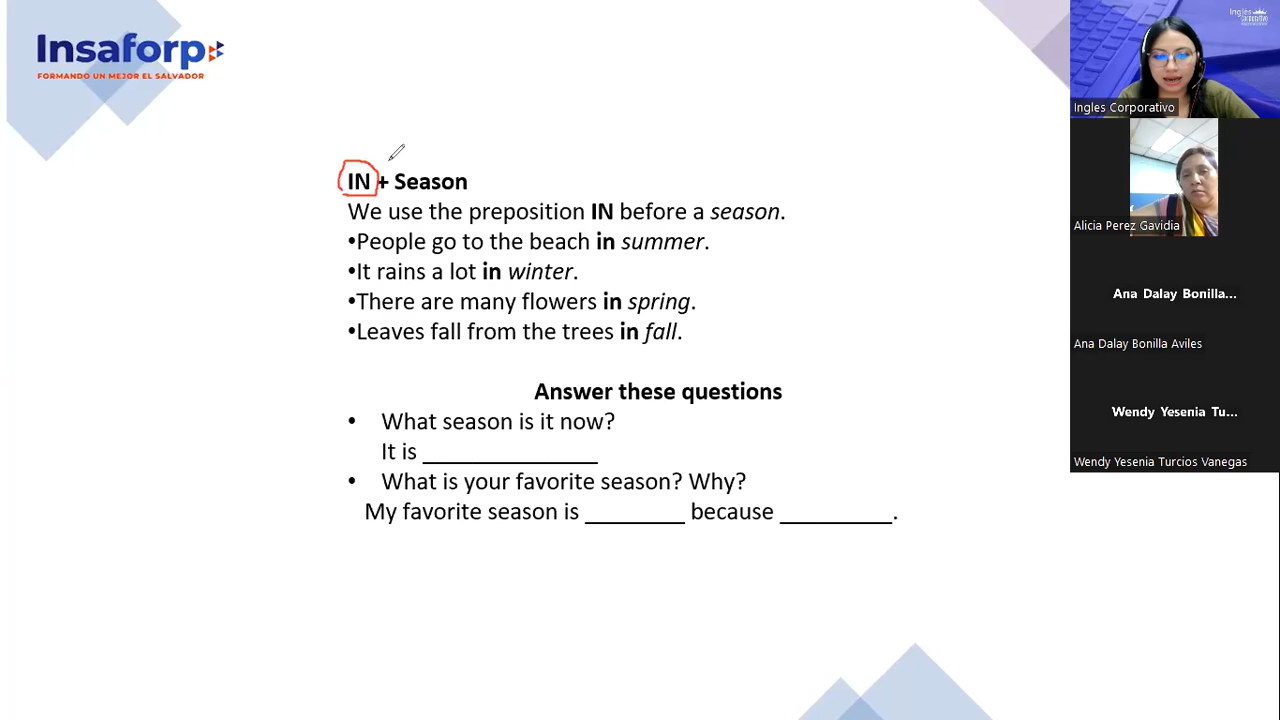 Insaforp
FORMANDO UN MEJOR EL SALVADOR
IN + Season
We use the preposition IN before a season.
•People go to the beach in summer.
•It rains a lot in winter.
•There are many flowers in spring.
•Leaves fall from the trees in fall.
Answer these questions
• What season is it now?
It is _______________
• What is your favorite season? Why?
My favorite season is _________ because __________.
Ingles Corporativo
Alicia Perez Gavidia
Ana Dalay Bonilla...
Ana Dalay Bonilla Aviles
Wendy Yesenia Tu...
Wendy Yesenia Turcios Vanegas